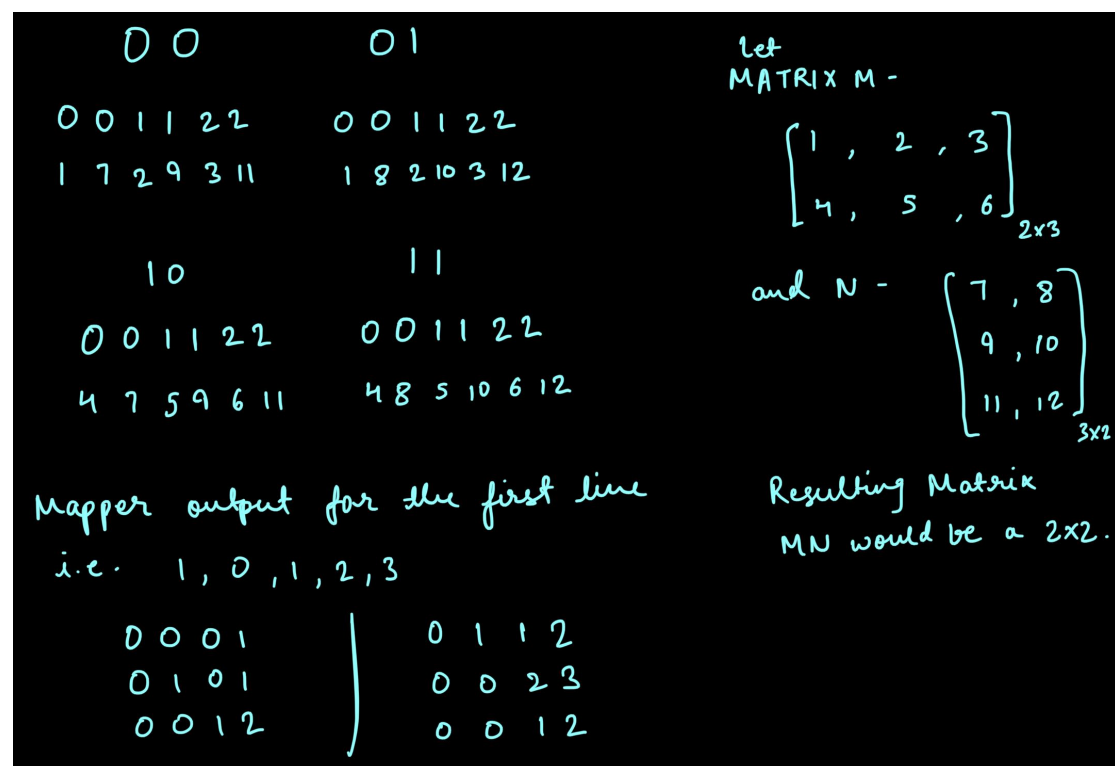 0 0 0 1
0 0 1 1 2 2 0 0 1 1 2 2
1 7 2 9 3 11 1 8 2 10 3 12
1 0 1 1
0 0 1 1 2 2 0 0 1 1 2 2
4 7 5 9 6 11 4 8 5 10 6 12
Mapper output for the first line
i.e. 1, 0, 1, 2, 3
0 0 0 1 0 1 1 2
0 1 0 1 0 0 2 3
0 0 1 2 0 0 1 2
let
MATRIX M -
1 , 2 , 3
4 , 5 , 6
2x3
and N -
7 , 8
9 , 10
11 , 12
3x2
Resulting Matrix
MN would be a 2x2.